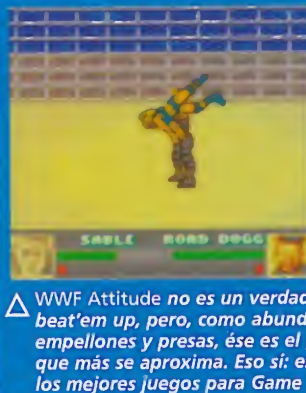 SABLE ROAD DOGG
WWF Attitude no es un verdad
beat'em up, pero, como abund
empellones y presas, ése es el
que más se aproxima. Eso sí: e
los mejores juegos para Game